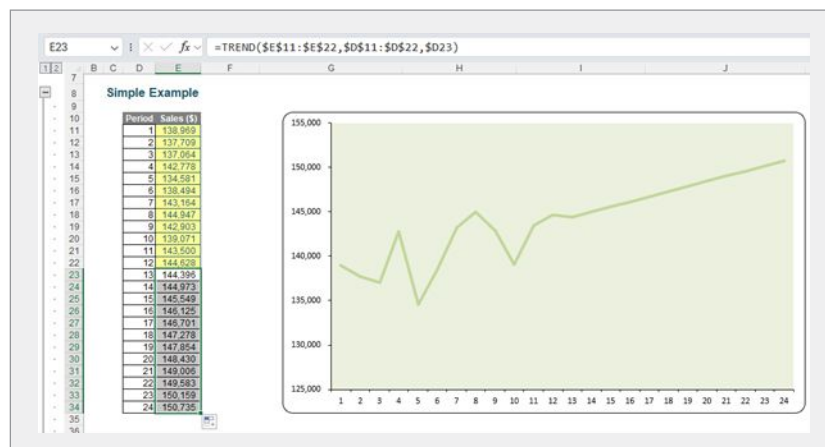 E23 fx =TREND($E$11:$E$22,$D$11:$D$22,$D23)
1 2 B C D E F G H I J
7
8 Simple Example
9
10 Period Sales ($)
11 1 138,969
12 2 137,709
13 3 137,064
14 4 142,778
15 5 134,581
16 6 138,494
17 7 143,164
18 8 144,947
19 9 142,903
20 10 139,071
21 11 143,500
22 12 144,628
23 13 144,396
24 14 144,973
25 15 145,549
26 16 146,125
27 17 146,701
28 18 147,278
29 19 147,854
30 20 148,430
31 21 149,006
32 22 149,583
33 23 150,159
34 24 150,735
35
36
155,000
150,000
145,000
140,000
135,000
130,000
125,000
1 2 3 4 5 6 7 8 9 10 11 12 13 14 15 16 17 18 19 20 21 22 23 24